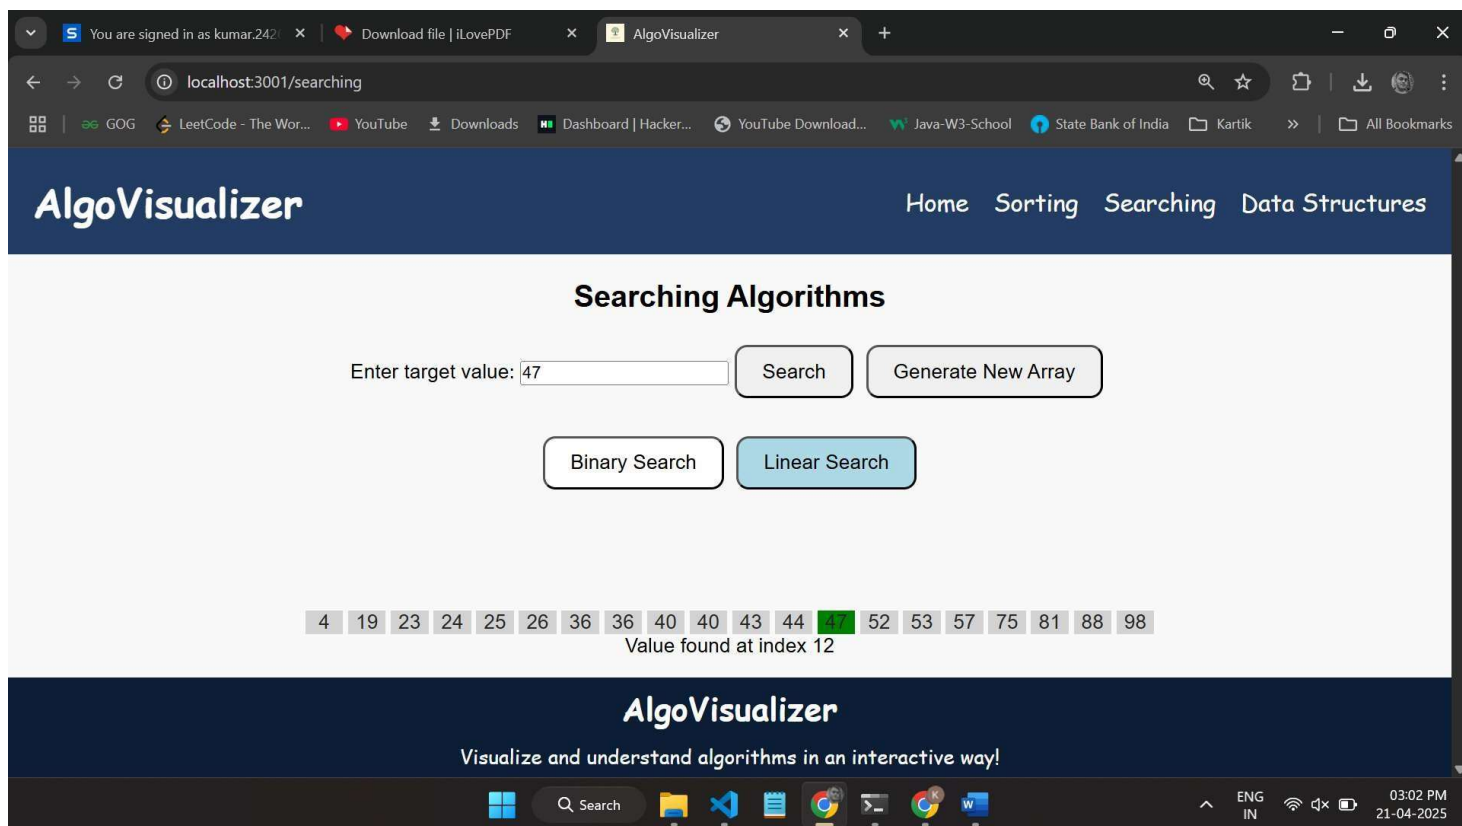 You are signed in as kumar.242
Download file | iLovePDF
AlgoVisualizer
localhost:3001/searching
GOG
LeetCode - The Wor...
YouTube
Downloads
Dashboard | Hacker...
YouTube Download...
Java-W3-School
State Bank of India
Kartik
All Bookmarks
AlgoVisualizer
Home Sorting Searching Data Structures
Searching Algorithms
Enter target value: 47 Search Generate New Array
Binary Search Linear Search
4 19 23 24 25 26 36 36 40 40 43 44 47 52 53 57 75 81 88 98
Value found at index 12
AlgoVisualizer
Visualize and understand algorithms in an interactive way!
Search
ENG
IN
03:02 PM
21-04-2025